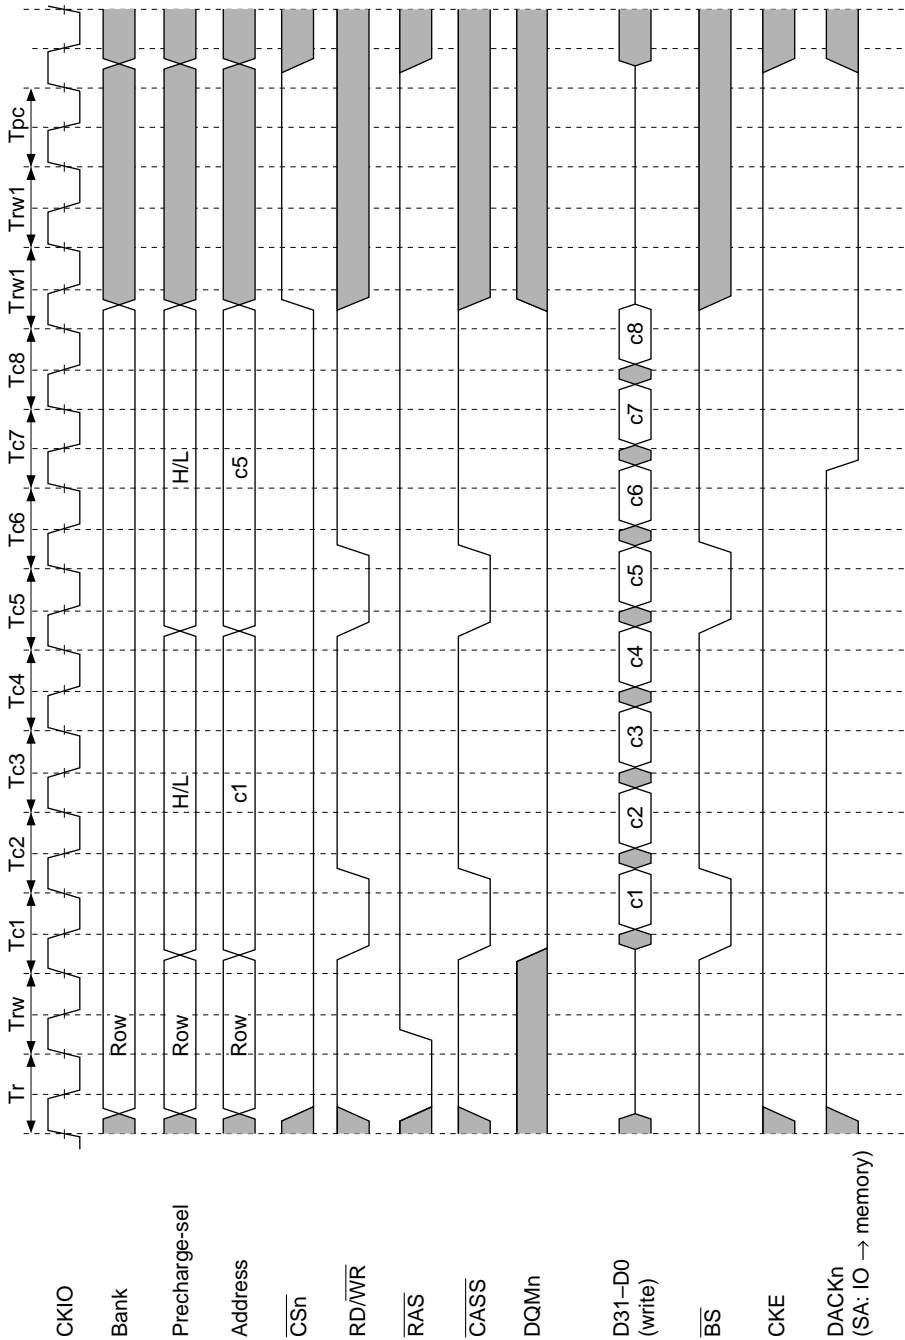 Tr Trw Tc1 Tc2 Tc3 Tc4 Tc5 Tc6 Tc7 Tc8 Trw1 Trw1 Tpc
CKIO
Bank Row
Precharge-sel Row H/L H/L
Address Row c1 c5
CSn
RD/WR
RAS
CASS
DQMn
D31–D0 c1 c2 c3 c4 c5 c6 c7 c8
(write)
BS
CKE
DACKn
(SA: IO → memory)